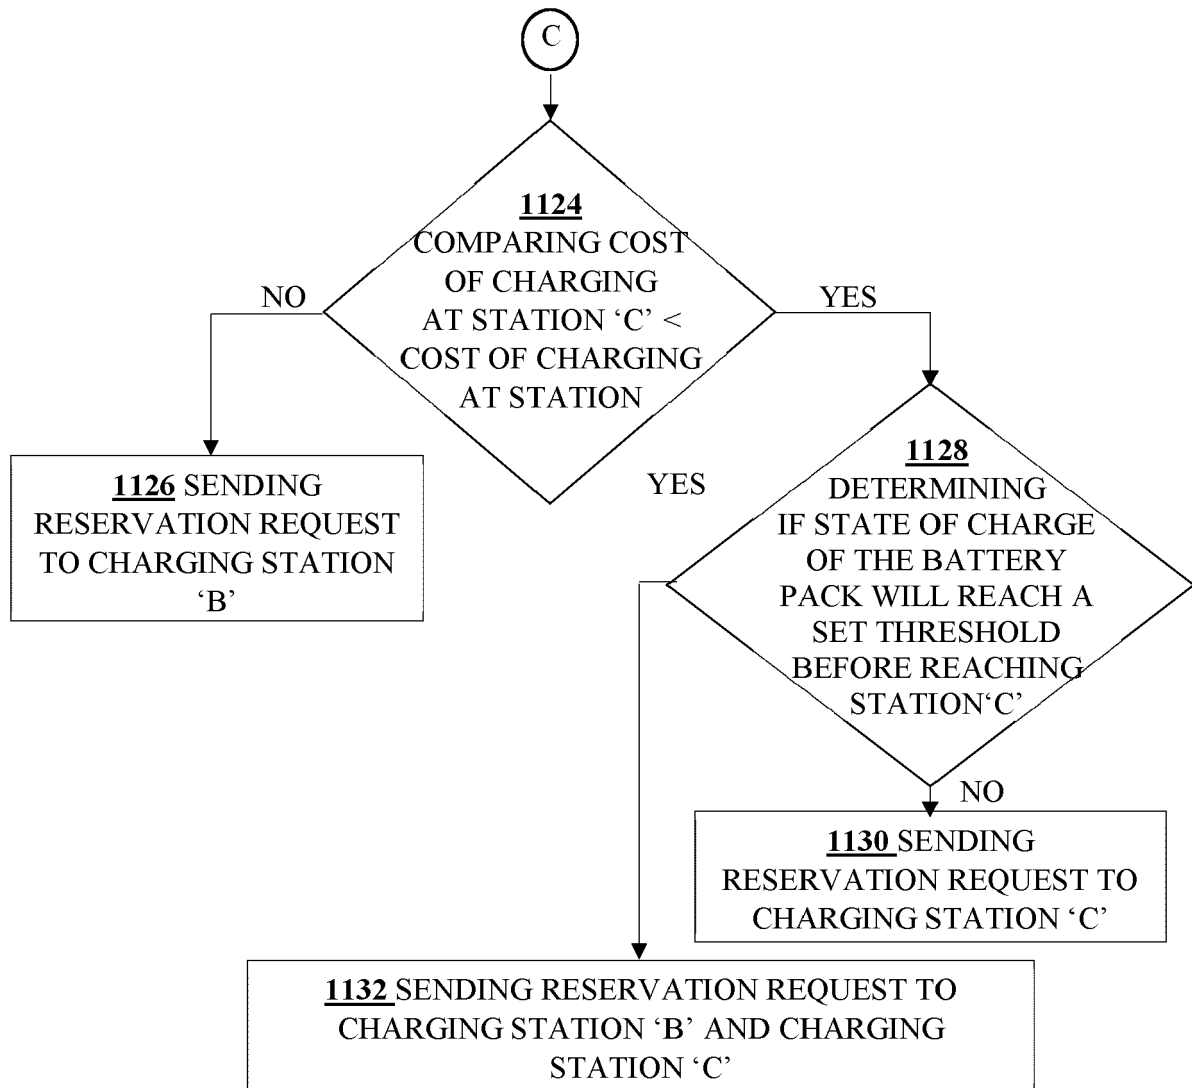 C
1124
COMPARING COST
OF CHARGING
AT STATION ‘C’ <
COST OF CHARGING
AT STATION
NO
YES
1126 SENDING
RESERVATION REQUEST
TO CHARGING STATION
‘B’
YES
1128
DETERMINING
IF STATE OF CHARGE
OF THE BATTERY
PACK WILL REACH A
SET THRESHOLD
BEFORE REACHING
STATION‘C’
NO
1130 SENDING
RESERVATION REQUEST TO
CHARGING STATION ‘C’
1132 SENDING RESERVATION REQUEST TO
CHARGING STATION ‘B’ AND CHARGING
STATION ‘C’